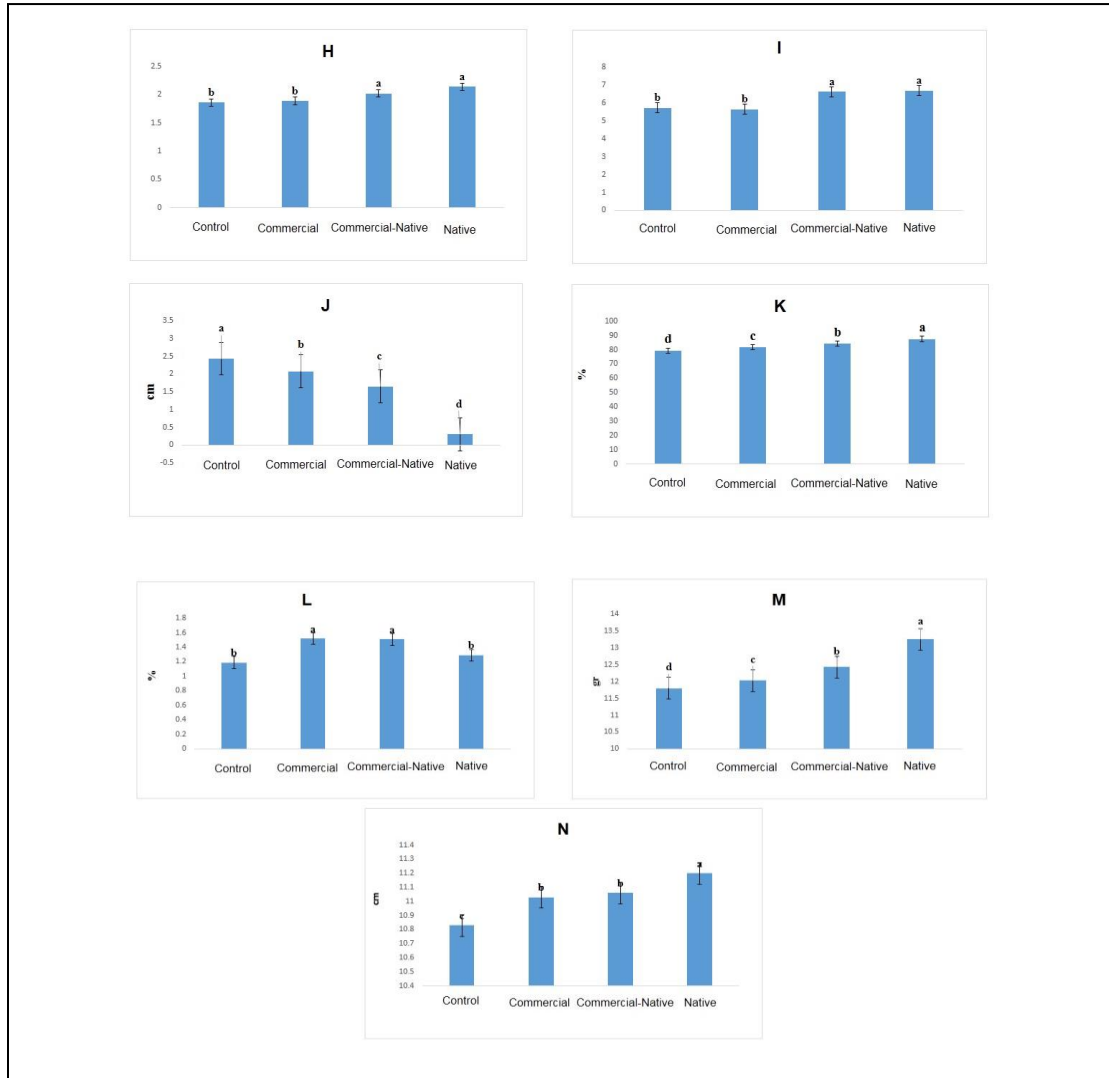 H
2.5
2
1.5
1
0.5
0
b
b
a
a
Control Commercial Commercial-Native Native
I
8
7
6
5
4
3
2
1
0
b
b
a
a
Control Commercial Commercial-Native Native
J
cm
3.5
3
2.5
2
1.5
1
0.5
0
-0.5
a
b
c
d
Control Commercial Commercial-Native Native
K
%
100
90
80
70
60
50
40
30
20
10
0
d
c
b
a
Control Commercial Commercial-Native Native
L
%
1.8
1.6
1.4
1.2
1
0.8
0.6
0.4
0.2
0
b
a
a
b
Control Commercial Commercial-Native Native
M
gr
14
13.5
13
12.5
12
11.5
11
10.5
10
d
c
b
a
Control Commercial Commercial-Native Native
N
cm
11.4
11.3
11.2
11.1
11
10.9
10.8
10.7
10.6
10.5
10.4
c
b
b
a
Control Commercial Commercial-Native Native